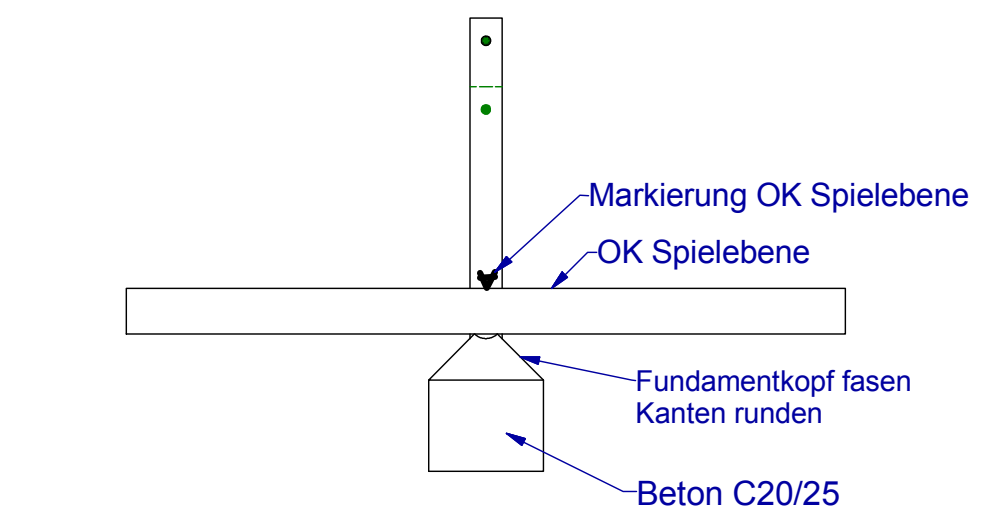 Markierung OK Spielebene
OK Spielebene
Fundamentkopf fasen
Kanten runden
Beton C20/25